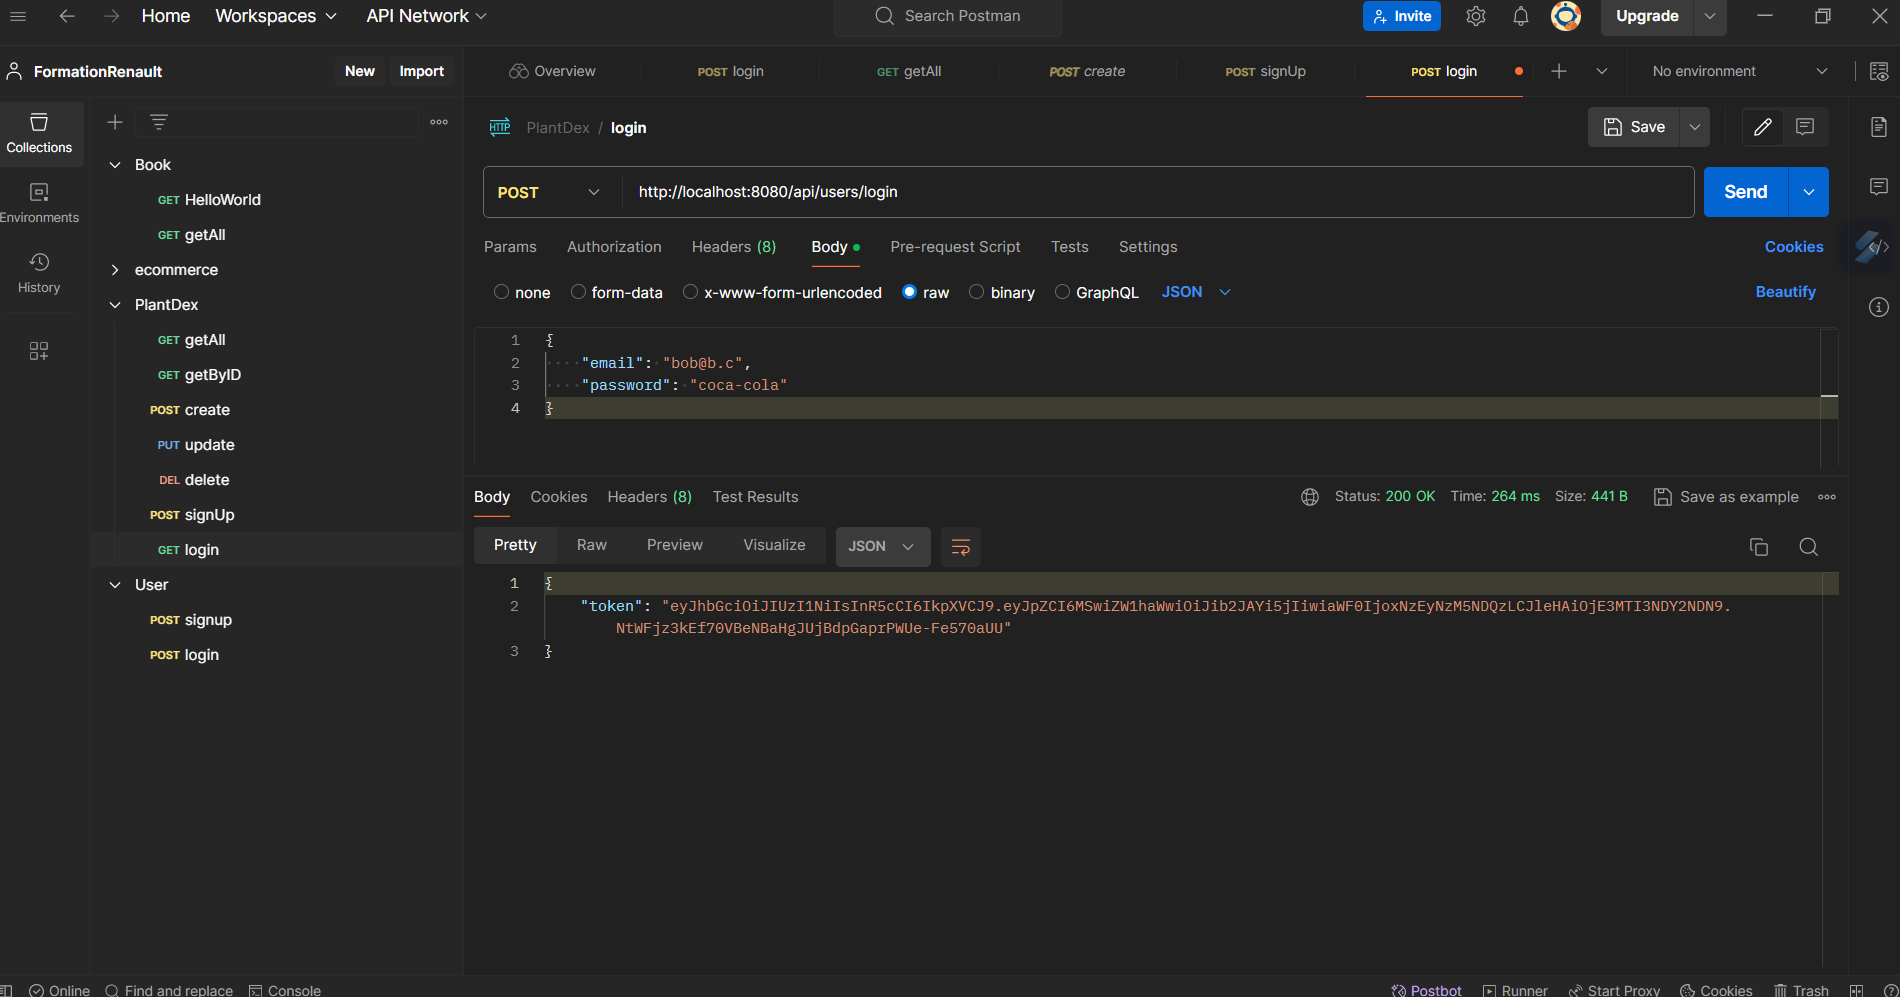 Home Workspaces API Network Search Postman Invite Upgrade
FormationRenault New Import Overview POST login GET getAll POST create POST signUp POST login No environment
Collections
Environments
History
Book
GET HelloWorld
GET getAll
ecommerce
PlantDex
GET getAll
GET getByID
POST create
PUT update
DEL delete
POST signUp
GET login
User
POST signup
POST login
HTTP PlantDex / login Save
POST http://localhost:8080/api/users/login Send
Params Authorization Headers (8) Body Pre-request Script Tests Settings Cookies
none form-data x-www-form-urlencoded raw binary GraphQL JSON Beautify
1 {
2 "email": "bob@b.c",
3 "password": "coca-cola"
4 }
Body Cookies Headers (8) Test Results Status: 200 OK Time: 264 ms Size: 441 B Save as example
Pretty Raw Preview Visualize JSON
1 {
2 "token": "eyJhbGciOiJIUzI1NiIsInR5cCI6IkpXVCJ9.eyJpZCI6MSwiZW1haWwiOiJib2JAYi5jIiwiaWF0IjoxNzEyNzM5NDQzLCJleHAiOjE3MTI3NDY2NDN9.
NtWFjz3kEf70VBeNBaHgJUjBdpGaprPWUe-Fe570aUU"
3 }
Online Find and replace Console Postbot Runner Start Proxy Cookies Trash